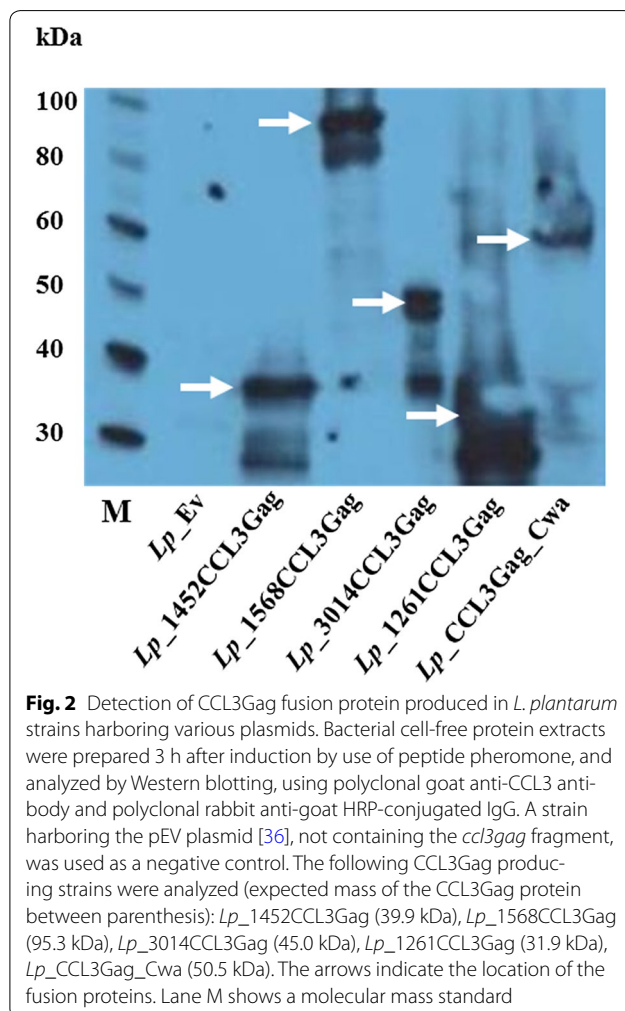 kDa
100
80
60
50
40
30
M
Lp_Ev
Lp_1452CCL3Gag
Lp_1568CCL3Gag
Lp_3014CCL3Gag
Lp_1261CCL3Gag
Lp_CCL3Gag_Cwa
Fig. 2 Detection of CCL3Gag fusion protein produced in L. plantarum
strains harboring various plasmids. Bacterial cell-free protein extracts
were prepared 3 h after induction by use of peptide pheromone, and
analyzed by Western blotting, using polyclonal goat anti-CCL3 anti-
body and polyclonal rabbit anti-goat HRP-conjugated IgG. A strain
harboring the pEV plasmid [36], not containing the ccl3gag fragment,
was used as a negative control. The following CCL3Gag produc-
ing strains were analyzed (expected mass of the CCL3Gag protein
between parenthesis): Lp_1452CCL3Gag (39.9 kDa), Lp_1568CCL3Gag
(95.3 kDa), Lp_3014CCL3Gag (45.0 kDa), Lp_1261CCL3Gag (31.9 kDa),
Lp_CCL3Gag_Cwa (50.5 kDa). The arrows indicate the location of the
fusion proteins. Lane M shows a molecular mass standard